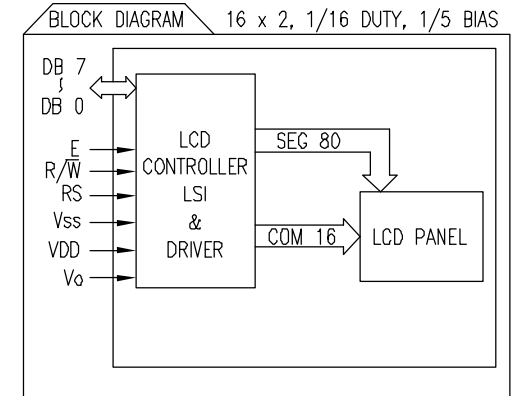 BLOCK DIAGRAM 16 x 2, 1/16 DUTY, 1/5 BIAS
DB 7
DB 0
E
R/W̅
RS
Vss
VDD
Vo
LCD
CONTROLLER
LSI
&
DRIVER
SEG 80
COM 16
LCD PANEL